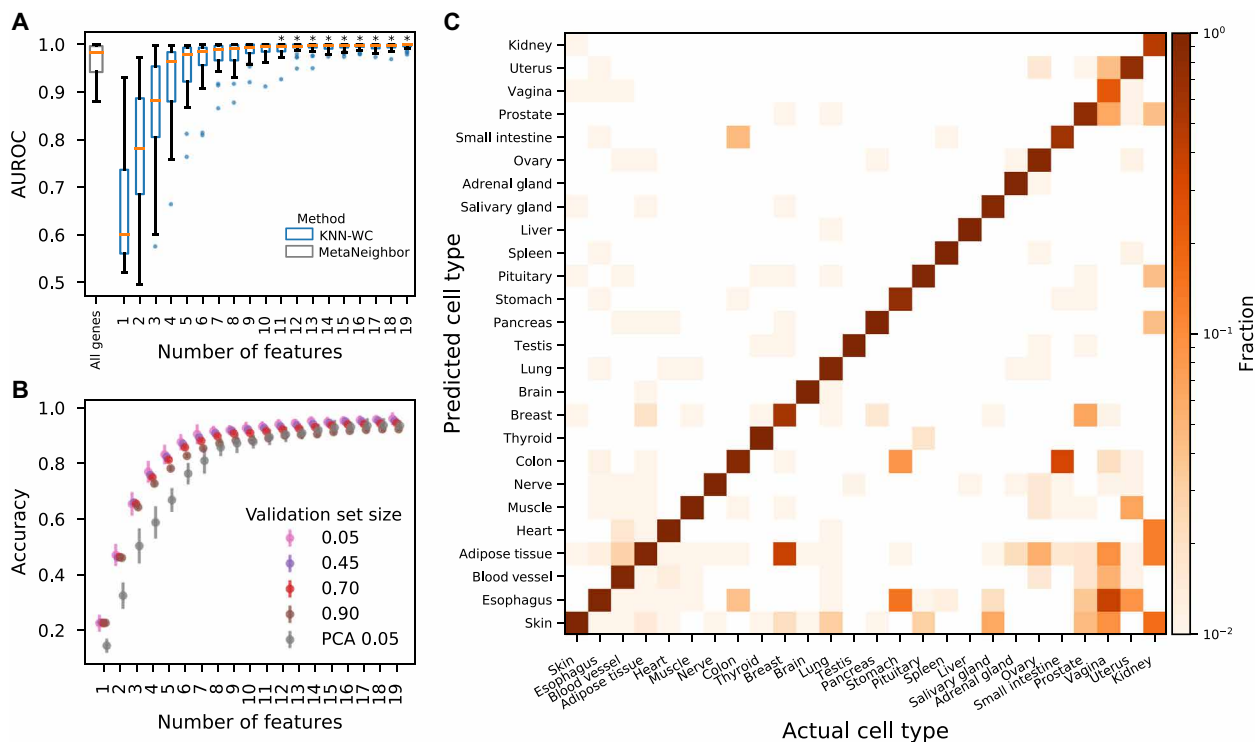 A
AUROC
1.0
0.9
0.8
0.7
0.6
0.5
* * * * * * * * *
Method
KNN-WC
MetaNeighbor
All genes
1 2 3 4 5 6 7 8 9 10 11 12 13 14 15 16 17 18 19
Number of features
B
Accuracy
1.0
0.8
0.6
0.4
0.2
Validation set size
0.05
0.45
0.70
0.90
PCA 0.05
1 2 3 4 5 6 7 8 9 10 11 12 13 14 15 16 17 18 19
Number of features
C
Predicted cell type
Kidney
Uterus
Vagina
Prostate
Small intestine
Ovary
Adrenal gland
Salivary gland
Liver
Spleen
Pituitary
Stomach
Pancreas
Testis
Lung
Brain
Breast
Thyroid
Colon
Nerve
Muscle
Heart
Adipose tissue
Blood vessel
Esophagus
Skin
Skin
Esophagus
Blood vessel
Adipose tissue
Heart
Muscle
Nerve
Colon
Thyroid
Breast
Brain
Lung
Testis
Pancreas
Stomach
Pituitary
Spleen
Liver
Salivary gland
Adrenal gland
Ovary
Small intestine
Prostate
Vagina
Uterus
Kidney
Actual cell type
10⁰
10⁻¹
10⁻²
Fraction